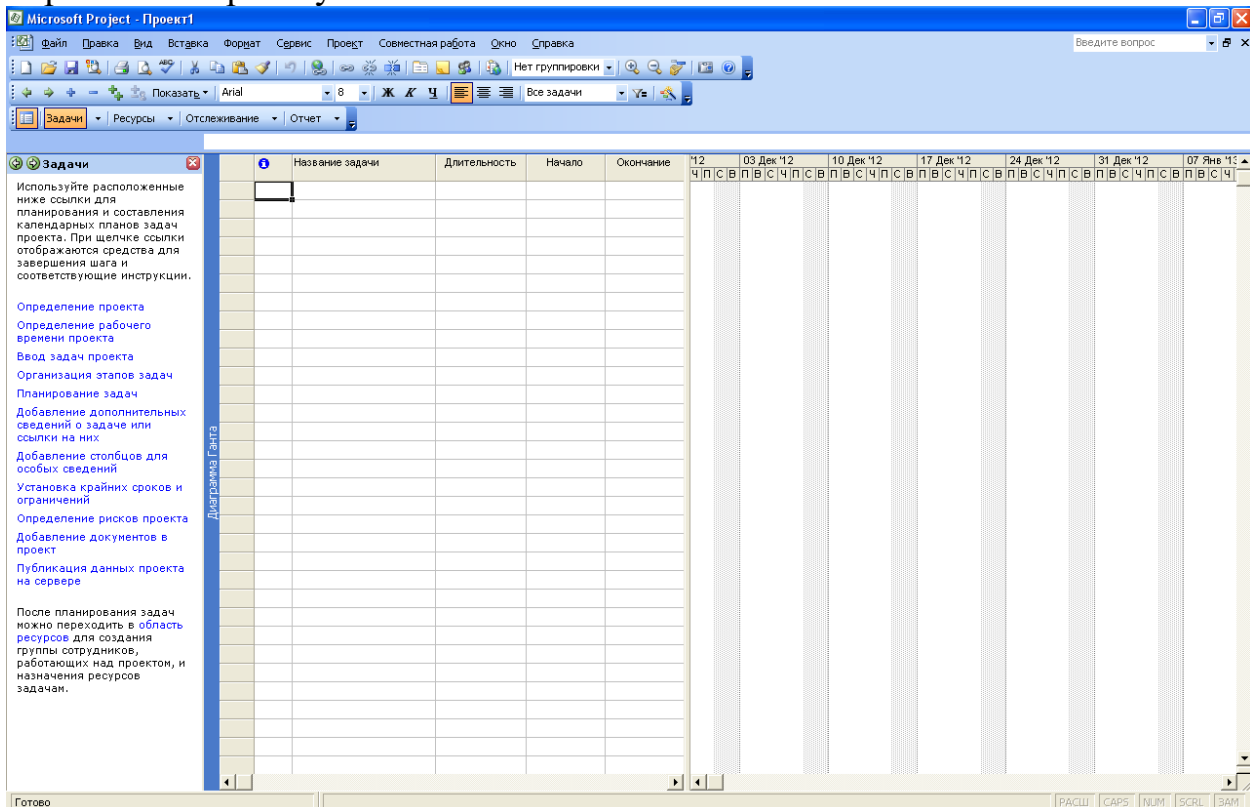 Microsoft Project - Проект1
Файл Правка Вид Вставка Формат Сервис Проект Совместная работа Окно Справка Введите вопрос
Нет группировки
Показать Arial 8 Ж К Ч Все задачи
Задачи Ресурсы Отслеживание Отчет
Задачи
Используйте расположенные
ниже ссылки для
планирования и составления
календарных планов задач
проекта. При щелчке ссылки
отображаются средства для
завершения шага и
соответствующие инструкции.
Определение проекта
Определение рабочего
времени проекта
Ввод задач проекта
Организация этапов задач
Планирование задач
Добавление дополнительных
сведений о задаче или
ссылки на них
Добавление столбцов для
особых сведений
Установка крайних сроков и
ограничений
Определение рисков проекта
Добавление документов в
проект
Публикация данных проекта
на сервере
После планирования задач
можно переходить в область
ресурсов для создания
группы сотрудников,
работающих над проектом, и
назначения ресурсов
задачам.
Диаграмма Ганта
Название задачи Длительность Начало Окончание
'12 03 Дек '12 10 Дек '12 17 Дек '12 24 Дек '12 31 Дек '12 07 Янв '13
Ч П С В П В С Ч П С В П В С Ч П С В П В С Ч П С В П В С Ч П С В П В С Ч П С В П В С Ч
Готово
РАСШ CAPS NUM SCRL ЗАМ